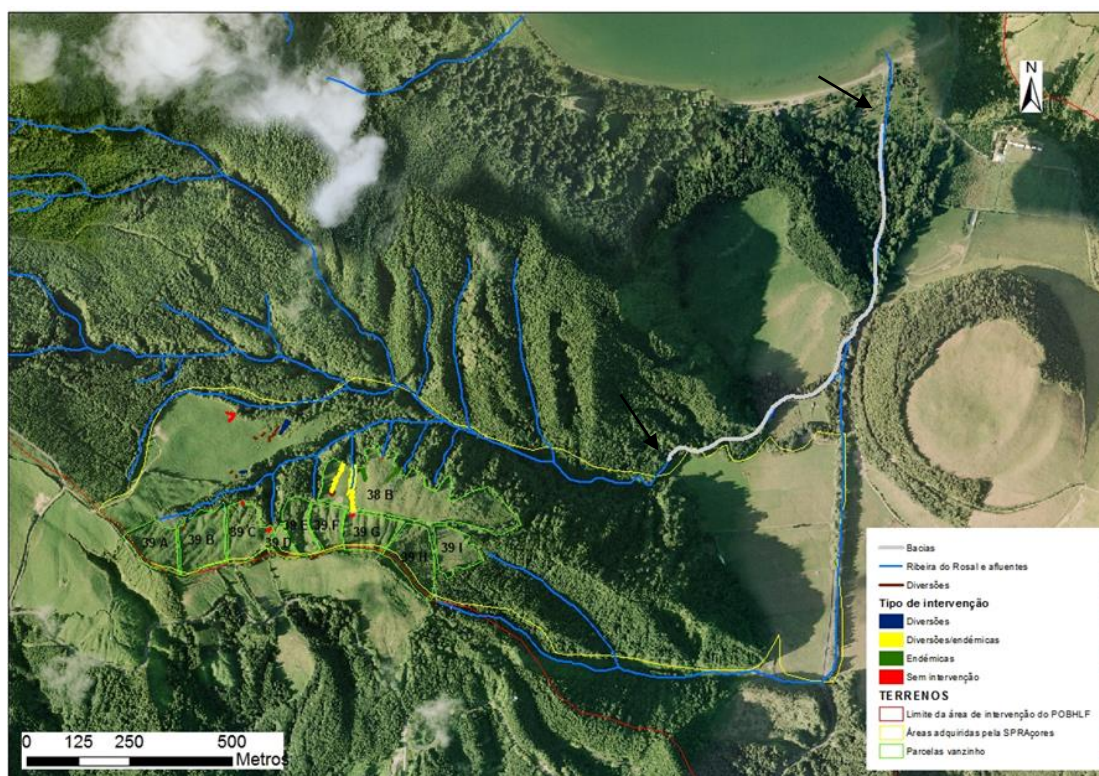 N
38 B
39 A
39 B
39 C
39 D
39 E
39 F
39 G
39 H
39 I
0 125 250 500
Metros
Bacias
Ribeira do Rosal e afluentes
Diversões
Tipo de intervenção
Diversões
Diversões/endémicas
Endémicas
Sem intervenção
TERRENOS
Limite da área de intervenção do POBHLF
Áreas adquiridas pela SPRAçores
Parcelas vanzinho